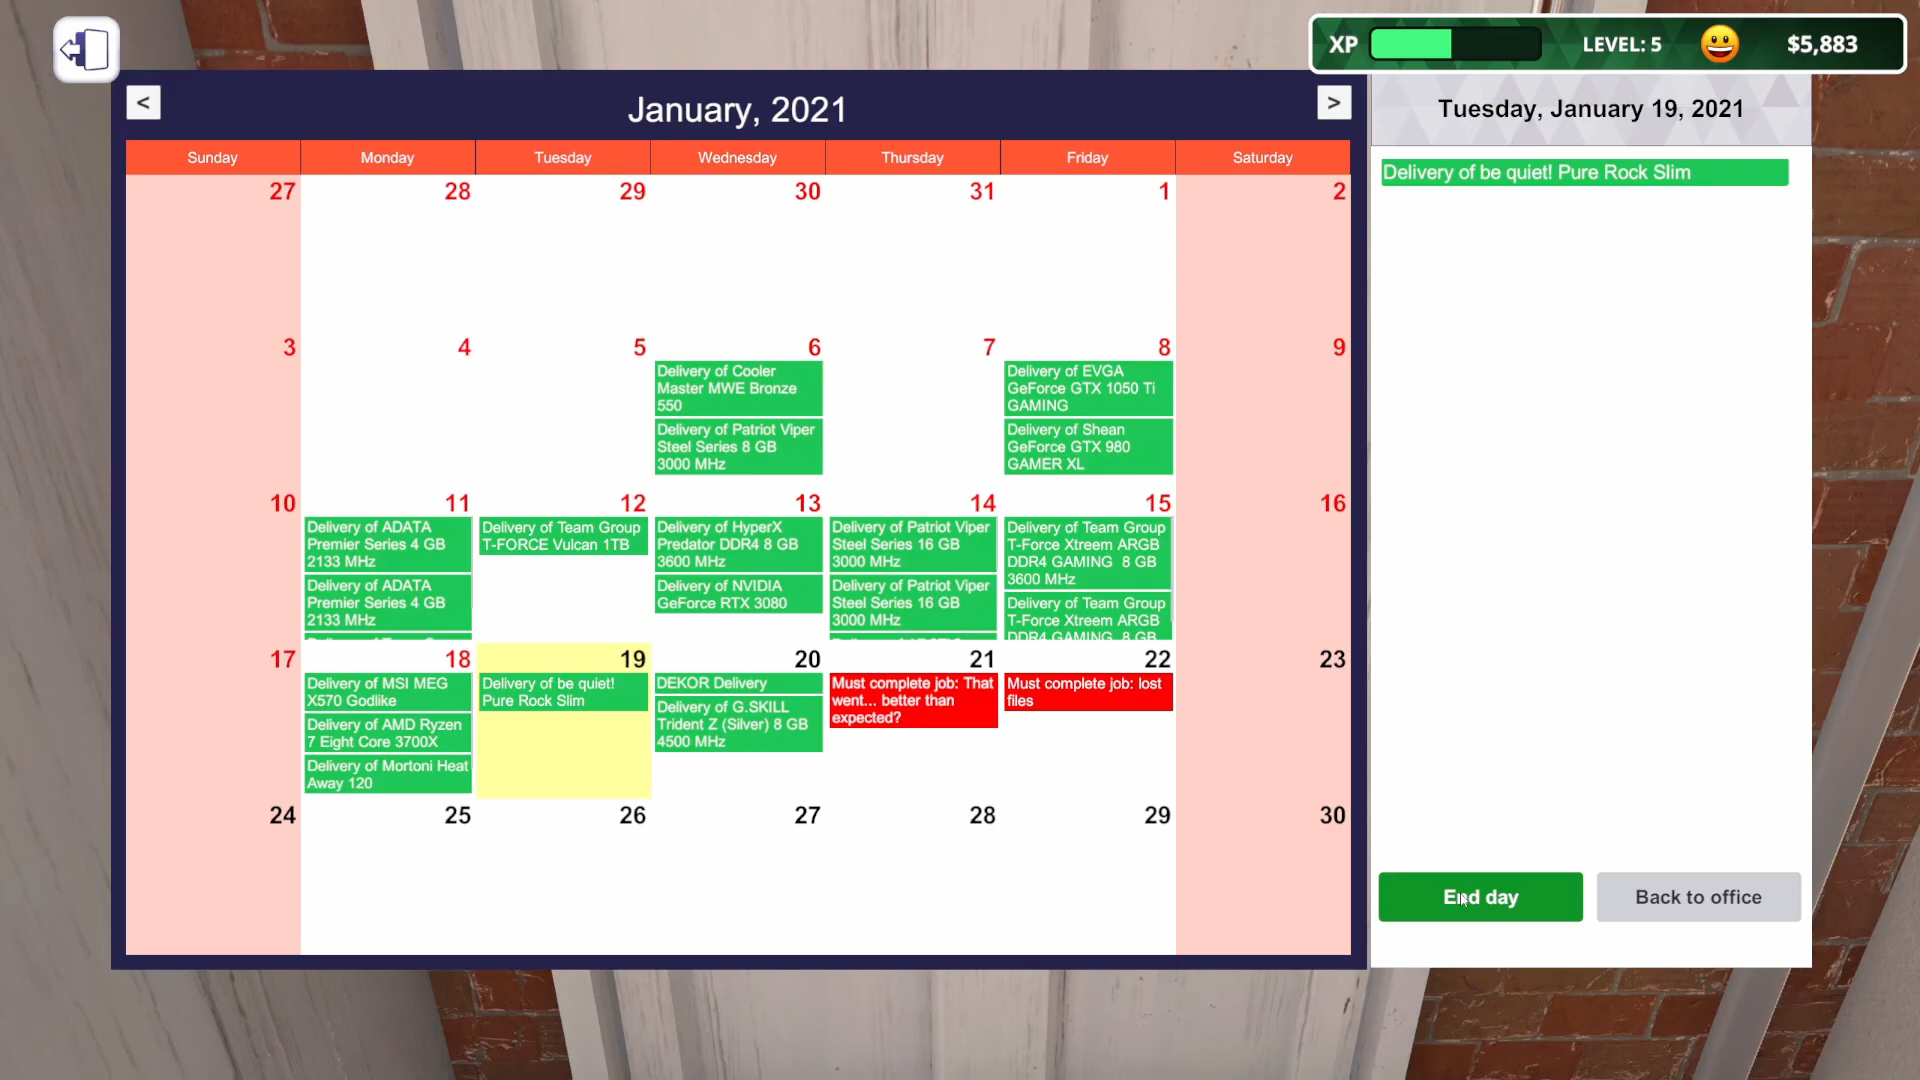 XP LEVEL: 5 $5,883
< January, 2021 >
Tuesday, January 19, 2021
Sunday Monday Tuesday Wednesday Thursday Friday Saturday
Delivery of be quiet! Pure Rock Slim
27 28 29 30 31 1 2
3 4 5 6 7 8 9
Delivery of Cooler
Master MWE Bronze
550
Delivery of Patriot Viper
Steel Series 8 GB
3000 MHz
Delivery of EVGA
GeForce GTX 1050 Ti
GAMING
Delivery of Shean
GeForce GTX 980
GAMER XL
10 11 12 13 14 15 16
Delivery of ADATA
Premier Series 4 GB
2133 MHz
Delivery of ADATA
Premier Series 4 GB
2133 MHz
Delivery of Team Group
T-FORCE Vulcan 1TB
Delivery of HyperX
Predator DDR4 8 GB
3600 MHz
Delivery of NVIDIA
GeForce RTX 3080
Delivery of Patriot Viper
Steel Series 16 GB
3000 MHz
Delivery of Patriot Viper
Steel Series 16 GB
3000 MHz
Delivery of Team Group
T-Force Xtreem ARGB
DDR4 GAMING 8 GB
3600 MHz
Delivery of Team Group
T-Force Xtreem ARGB
DDR4 GAMING 8 GB
17 18 19 20 21 22 23
Delivery of MSI MEG
X570 Godlike
Delivery of AMD Ryzen
7 Eight Core 3700X
Delivery of Mortoni Heat
Away 120
Delivery of be quiet!
Pure Rock Slim
DEKOR Delivery
Delivery of G.SKILL
Trident Z (Silver) 8 GB
4500 MHz
Must complete job: That
went... better than
expected?
Must complete job: lost
files
24 25 26 27 28 29 30
End day Back to office